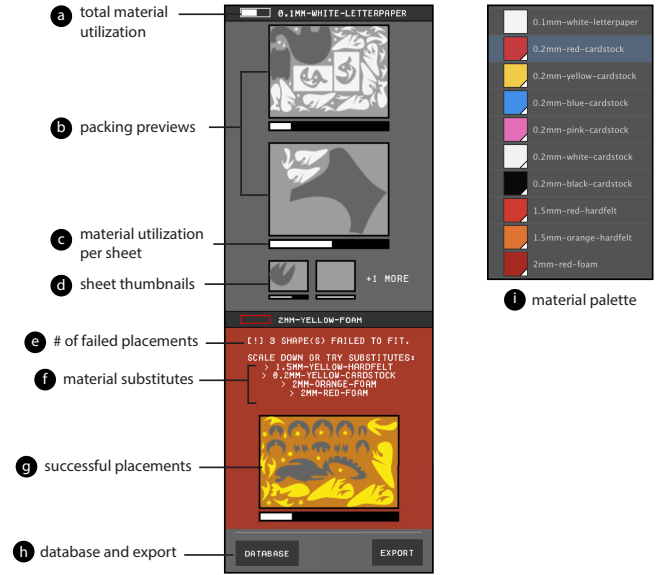 a total material
utilization
0.1MM-WHITE-LETTERPAPER
b packing previews
c material utilization
per sheet
d sheet thumbnails
+1 MORE
2MM-YELLOW-FOAM
e # of failed placements
[!] 3 SHAPE(S) FAILED TO FIT.
SCALE DOWN OR TRY SUBSTITUTES:
f material substitutes
> 1.5MM-YELLOW-HARDFELT
> 0.2MM-YELLOW-CARDSTOCK
> 2MM-ORANGE-FOAM
> 2MM-RED-FOAM
g successful placements
h database and export
DATABASE
EXPORT
0.1mm-white-letterpaper
0.2mm-red-cardstock
0.2mm-yellow-cardstock
0.2mm-blue-cardstock
0.2mm-pink-cardstock
0.2mm-white-cardstock
0.2mm-black-cardstock
1.5mm-red-hardfelt
1.5mm-orange-hardfelt
2mm-red-foam
i material palette